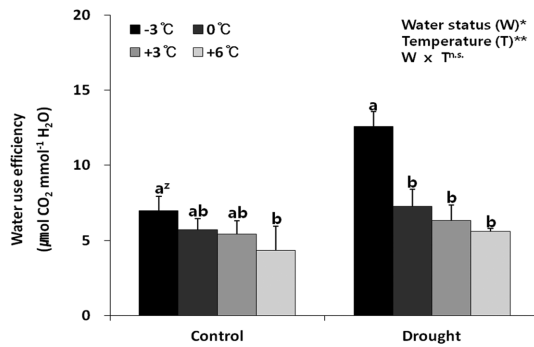 -3℃ 0℃
+3℃ +6℃
Water status (W)*
Temperature (T)**
W x Tn.s.
Water use efficiency
(㎛ol CO2 mmol-1 H2O)
20
15
10
5
0
az
ab
ab
b
a
b
b
b
Control
Drought